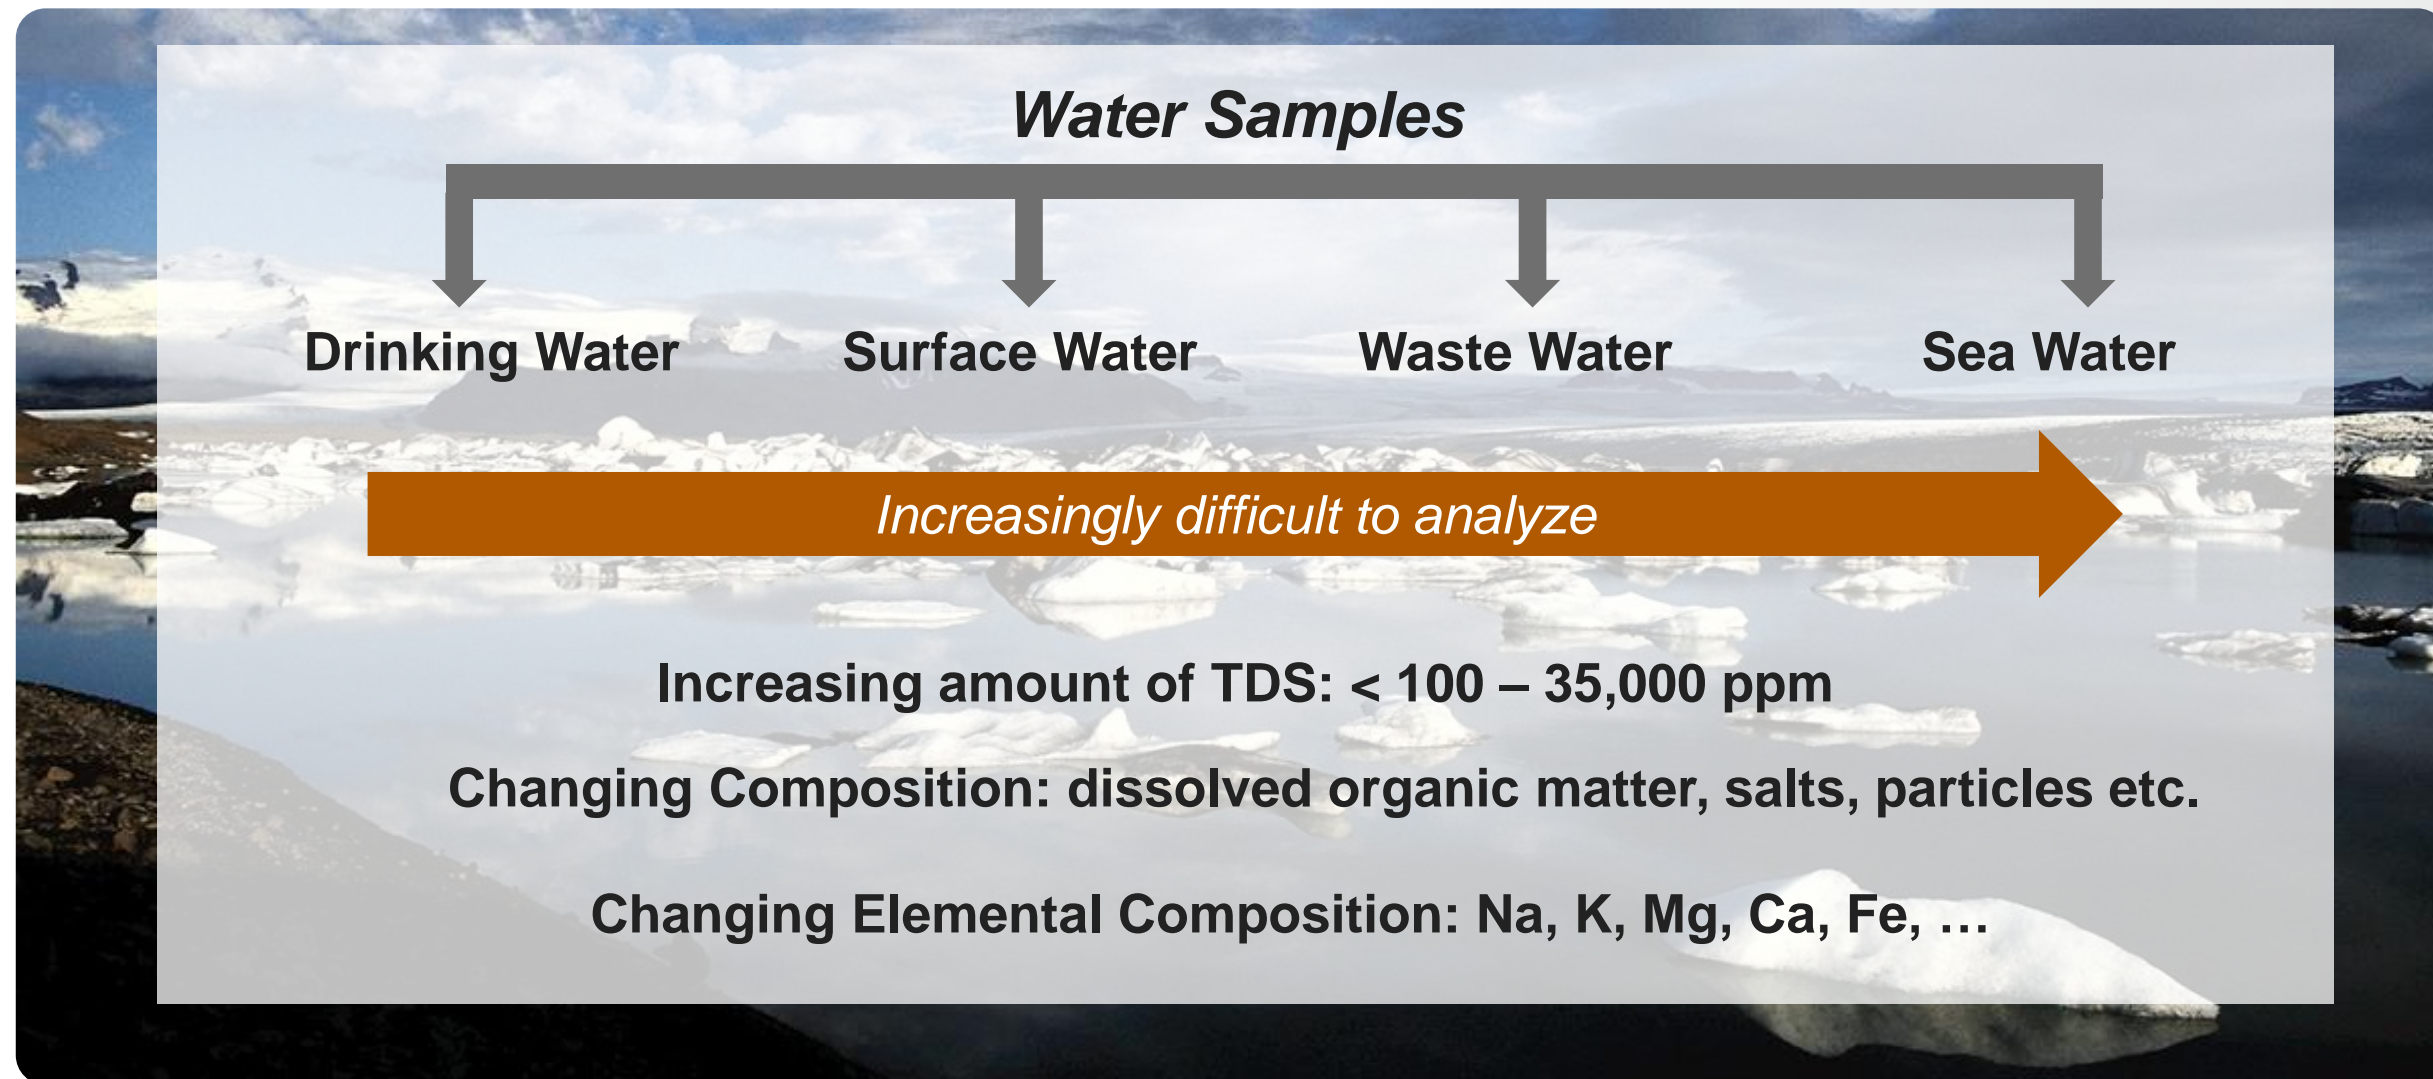 Water Samples
Drinking Water
Surface Water
Waste Water
Sea Water
Increasingly difficult to analyze
Increasing amount of TDS: < 100 – 35,000 ppm
Changing Composition: dissolved organic matter, salts, particles etc.
Changing Elemental Composition: Na, K, Mg, Ca, Fe, …